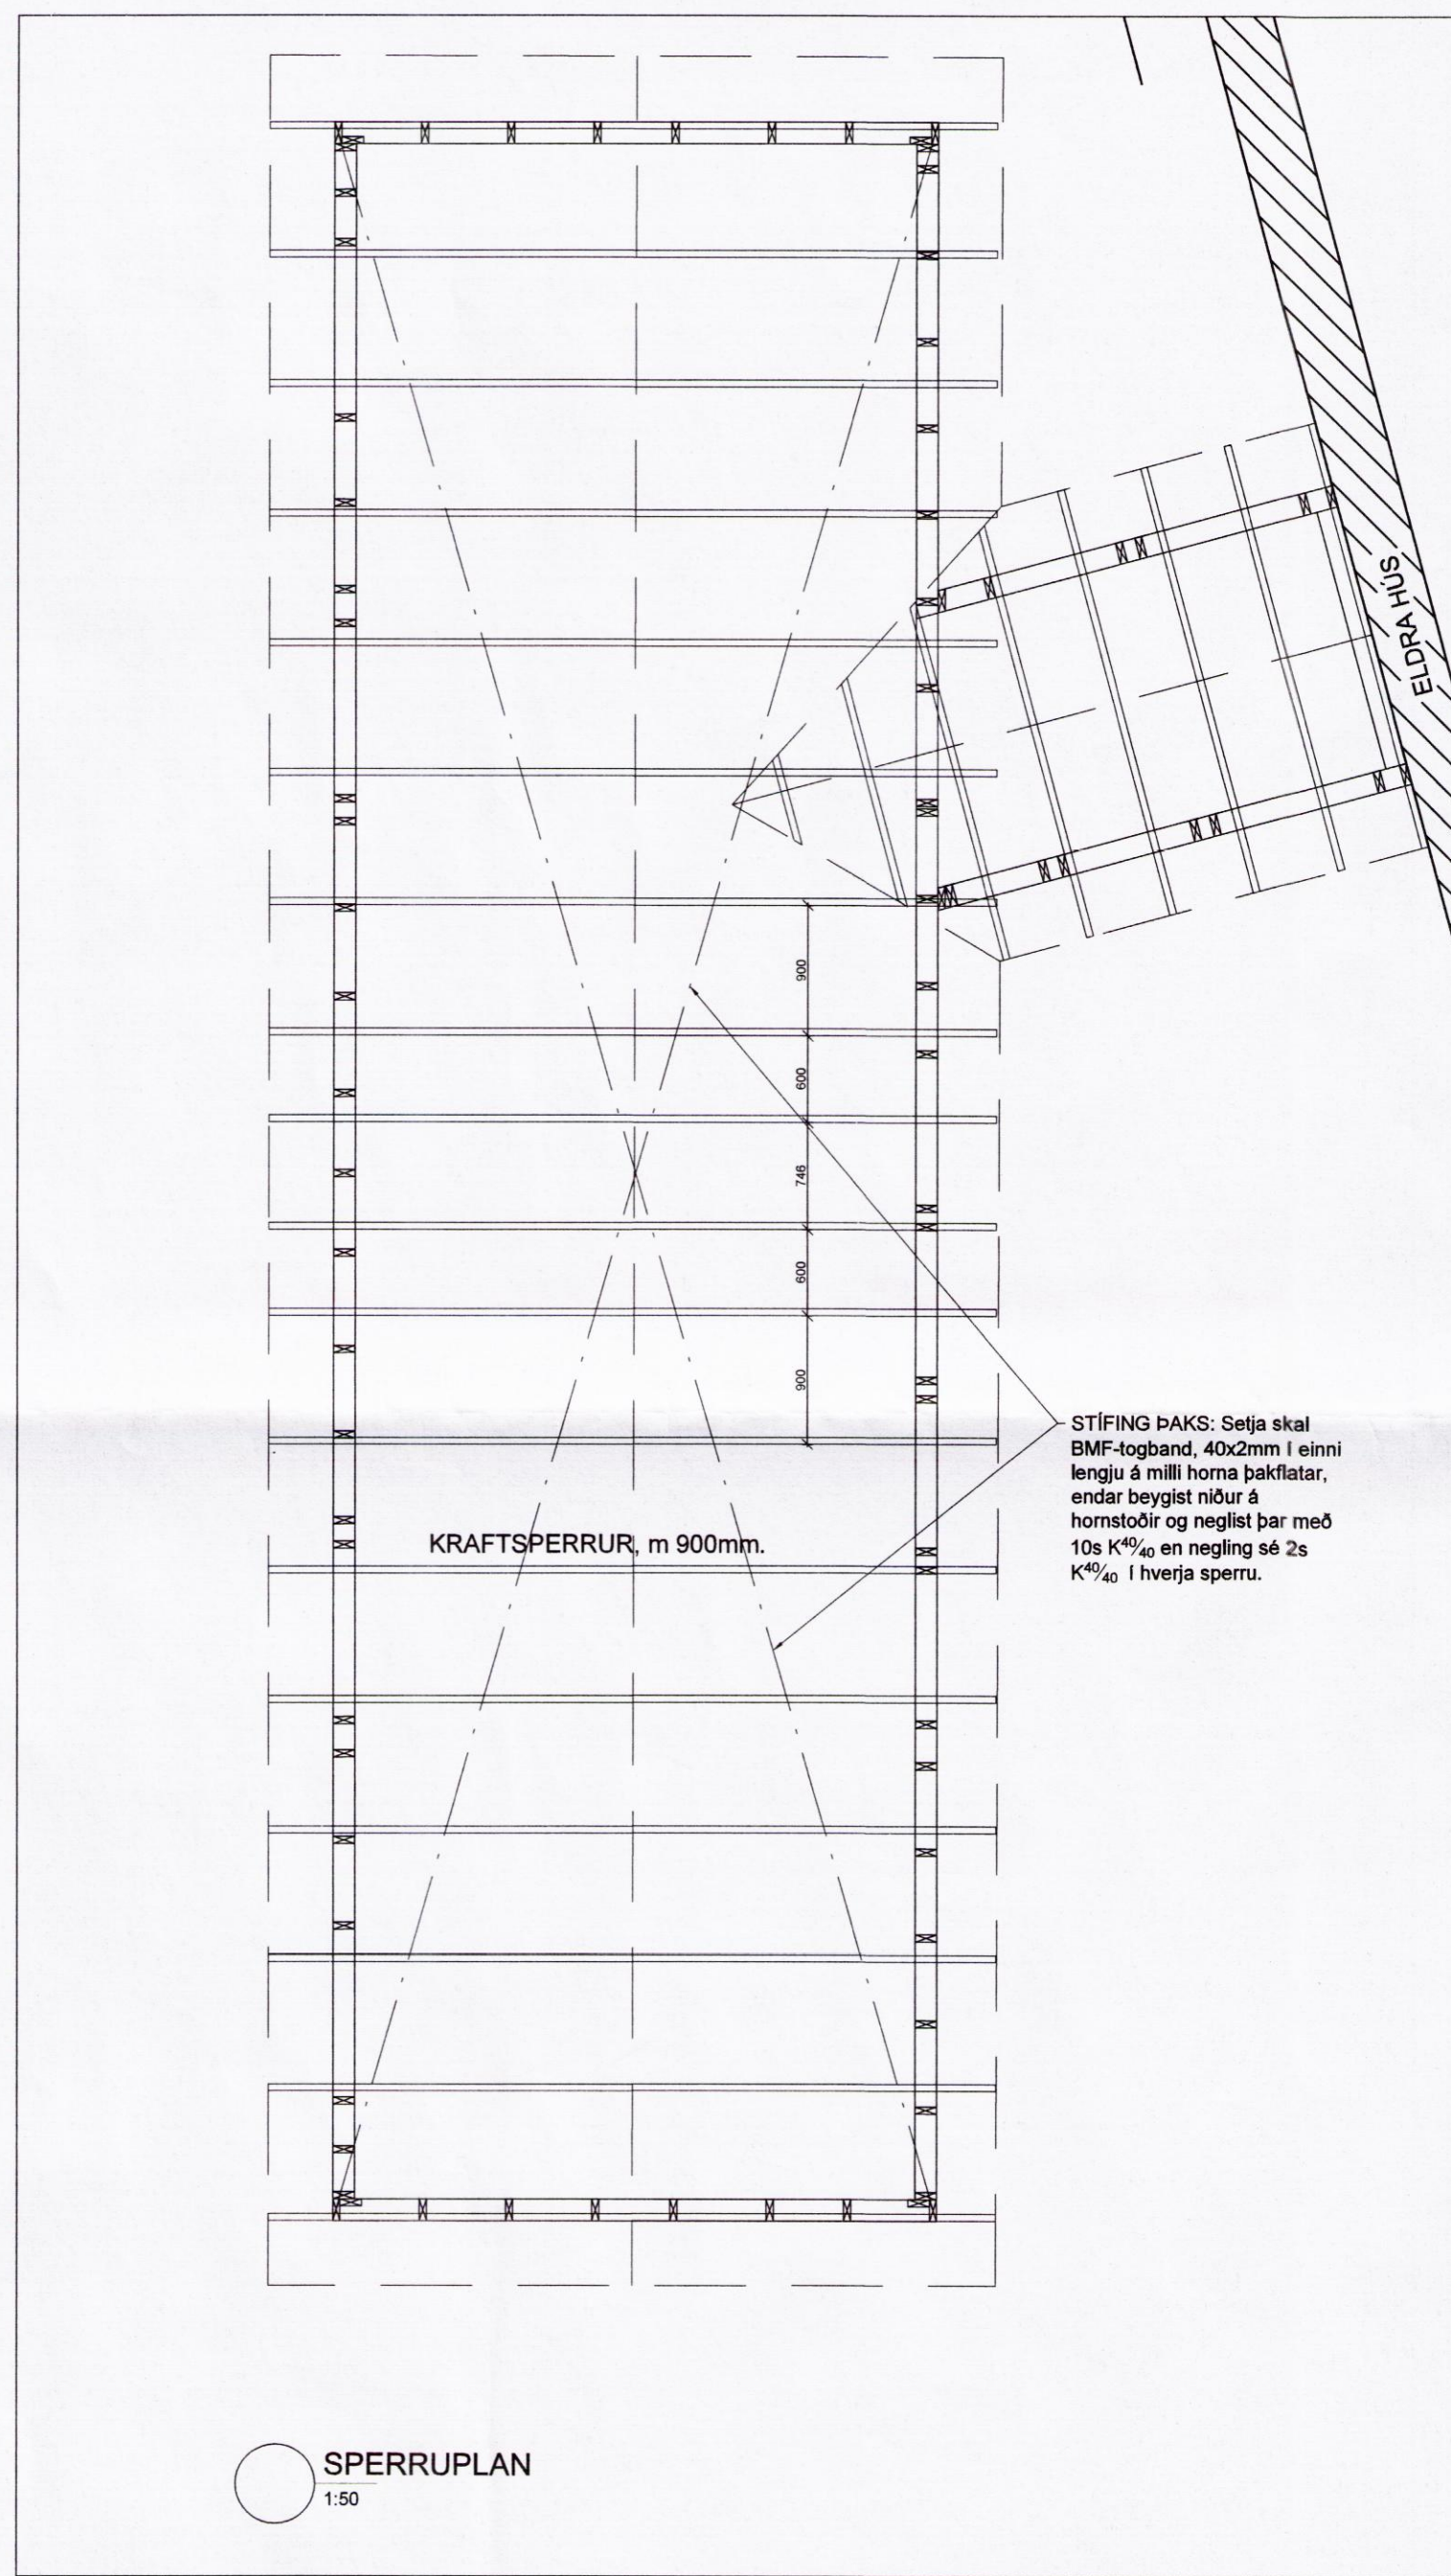 ELDRA HÚS
900
600
746
600
900
STÍFING ÞAKS: Setja skal
BMF-togband, 40x2mm í einni
lengju á milli horna þakflatar,
endar beygist niður á
hornstoðir og neglist þar með
10s K40/40 en negling sé 2s
K40/40 í hverja sperru.
KRAFTSPERRUR, m 900mm.
SPERRUPLAN
1:50